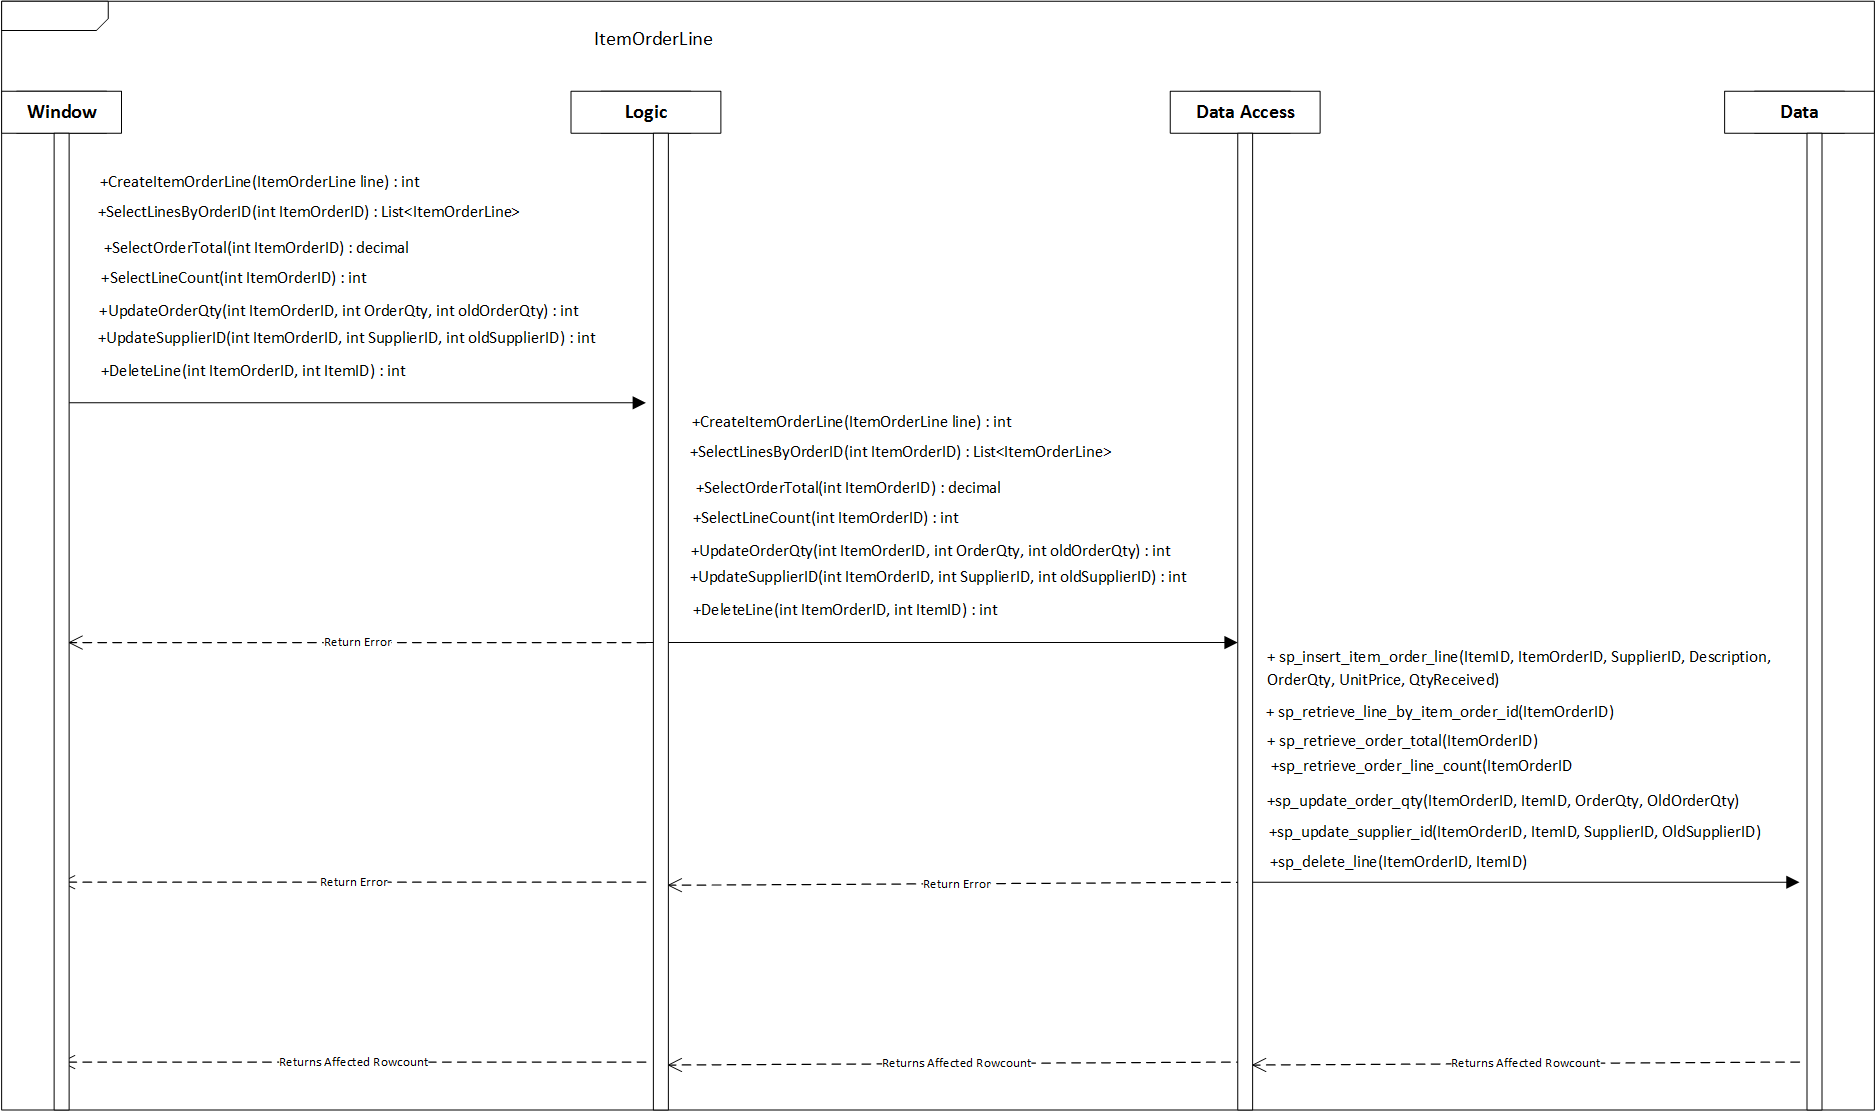 ItemOrderLine
Window
Logic
Data Access
Data
+CreateItemOrderLine(ItemOrderLine line) : int
+SelectLinesByOrderID(int ItemOrderID) : List<ItemOrderLine>
+SelectOrderTotal(int ItemOrderID) : decimal
+SelectLineCount(int ItemOrderID) : int
+UpdateOrderQty(int ItemOrderID, int OrderQty, int oldOrderQty) : int
+UpdateSupplierID(int ItemOrderID, int SupplierID, int oldSupplierID) : int
+DeleteLine(int ItemOrderID, int ItemID) : int
+CreateItemOrderLine(ItemOrderLine line) : int
+SelectLinesByOrderID(int ItemOrderID) : List<ItemOrderLine>
+SelectOrderTotal(int ItemOrderID) : decimal
+SelectLineCount(int ItemOrderID) : int
+UpdateOrderQty(int ItemOrderID, int OrderQty, int oldOrderQty) : int
+UpdateSupplierID(int ItemOrderID, int SupplierID, int oldSupplierID) : int
+DeleteLine(int ItemOrderID, int ItemID) : int
Return Error
+ sp_insert_item_order_line(ItemID, ItemOrderID, SupplierID, Description,
OrderQty, UnitPrice, QtyReceived)
+ sp_retrieve_line_by_item_order_id(ItemOrderID)
+ sp_retrieve_order_total(ItemOrderID)
+sp_retrieve_order_line_count(ItemOrderID
+sp_update_order_qty(ItemOrderID, ItemID, OrderQty, OldOrderQty)
+sp_update_supplier_id(ItemOrderID, ItemID, SupplierID, OldSupplierID)
+sp_delete_line(ItemOrderID, ItemID)
Return Error
Return Error
Returns Affected Rowcount
Returns Affected Rowcount
Returns Affected Rowcount